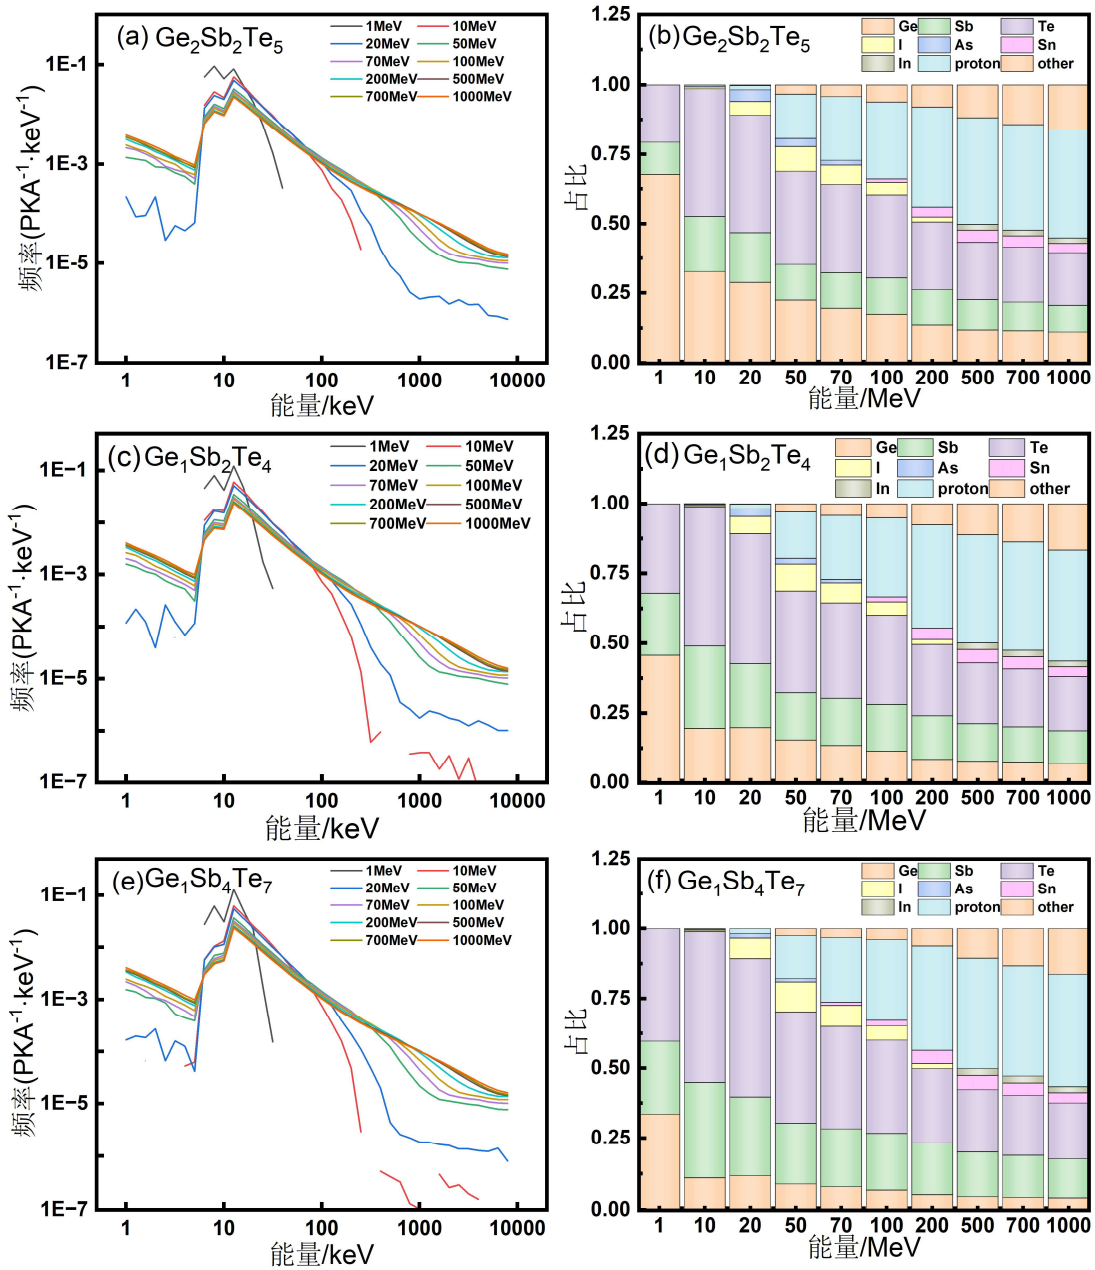 (a) Ge₂Sb₂Te₅
1MeV 10MeV
20MeV 50MeV
70MeV 100MeV
200MeV 500MeV
700MeV 1000MeV
频率(PKA⁻¹·keV⁻¹)
1E-1
1E-3
1E-5
1E-7
1 10 100 1000 10000
能量/keV
(b) Ge₂Sb₂Te₅
Ge Sb Te
I As Sn
In proton other
占比
1.25
1.00
0.75
0.50
0.25
0.00
1 10 20 50 70 100 200 500 700 1000
能量/MeV
(c) Ge₁Sb₂Te₄
1MeV 10MeV
20MeV 50MeV
70MeV 100MeV
200MeV 500MeV
700MeV 1000MeV
频率(PKA⁻¹·keV⁻¹)
1E-1
1E-3
1E-5
1E-7
1 10 100 1000 10000
能量/keV
(d) Ge₁Sb₂Te₄
Ge Sb Te
I As Sn
In proton other
占比
1.25
1.00
0.75
0.50
0.25
0.00
1 10 20 50 70 100 200 500 700 1000
能量/MeV
(e) Ge₁Sb₄Te₇
1MeV 10MeV
20MeV 50MeV
70MeV 100MeV
200MeV 500MeV
700MeV 1000MeV
频率(PKA⁻¹·keV⁻¹)
1E-1
1E-3
1E-5
1E-7
1 10 100 1000 10000
能量/keV
(f) Ge₁Sb₄Te₇
Ge Sb Te
I As Sn
In proton other
占比
1.25
1.00
0.75
0.50
0.25
0.00
1 10 20 50 70 100 200 500 700 1000
能量/MeV